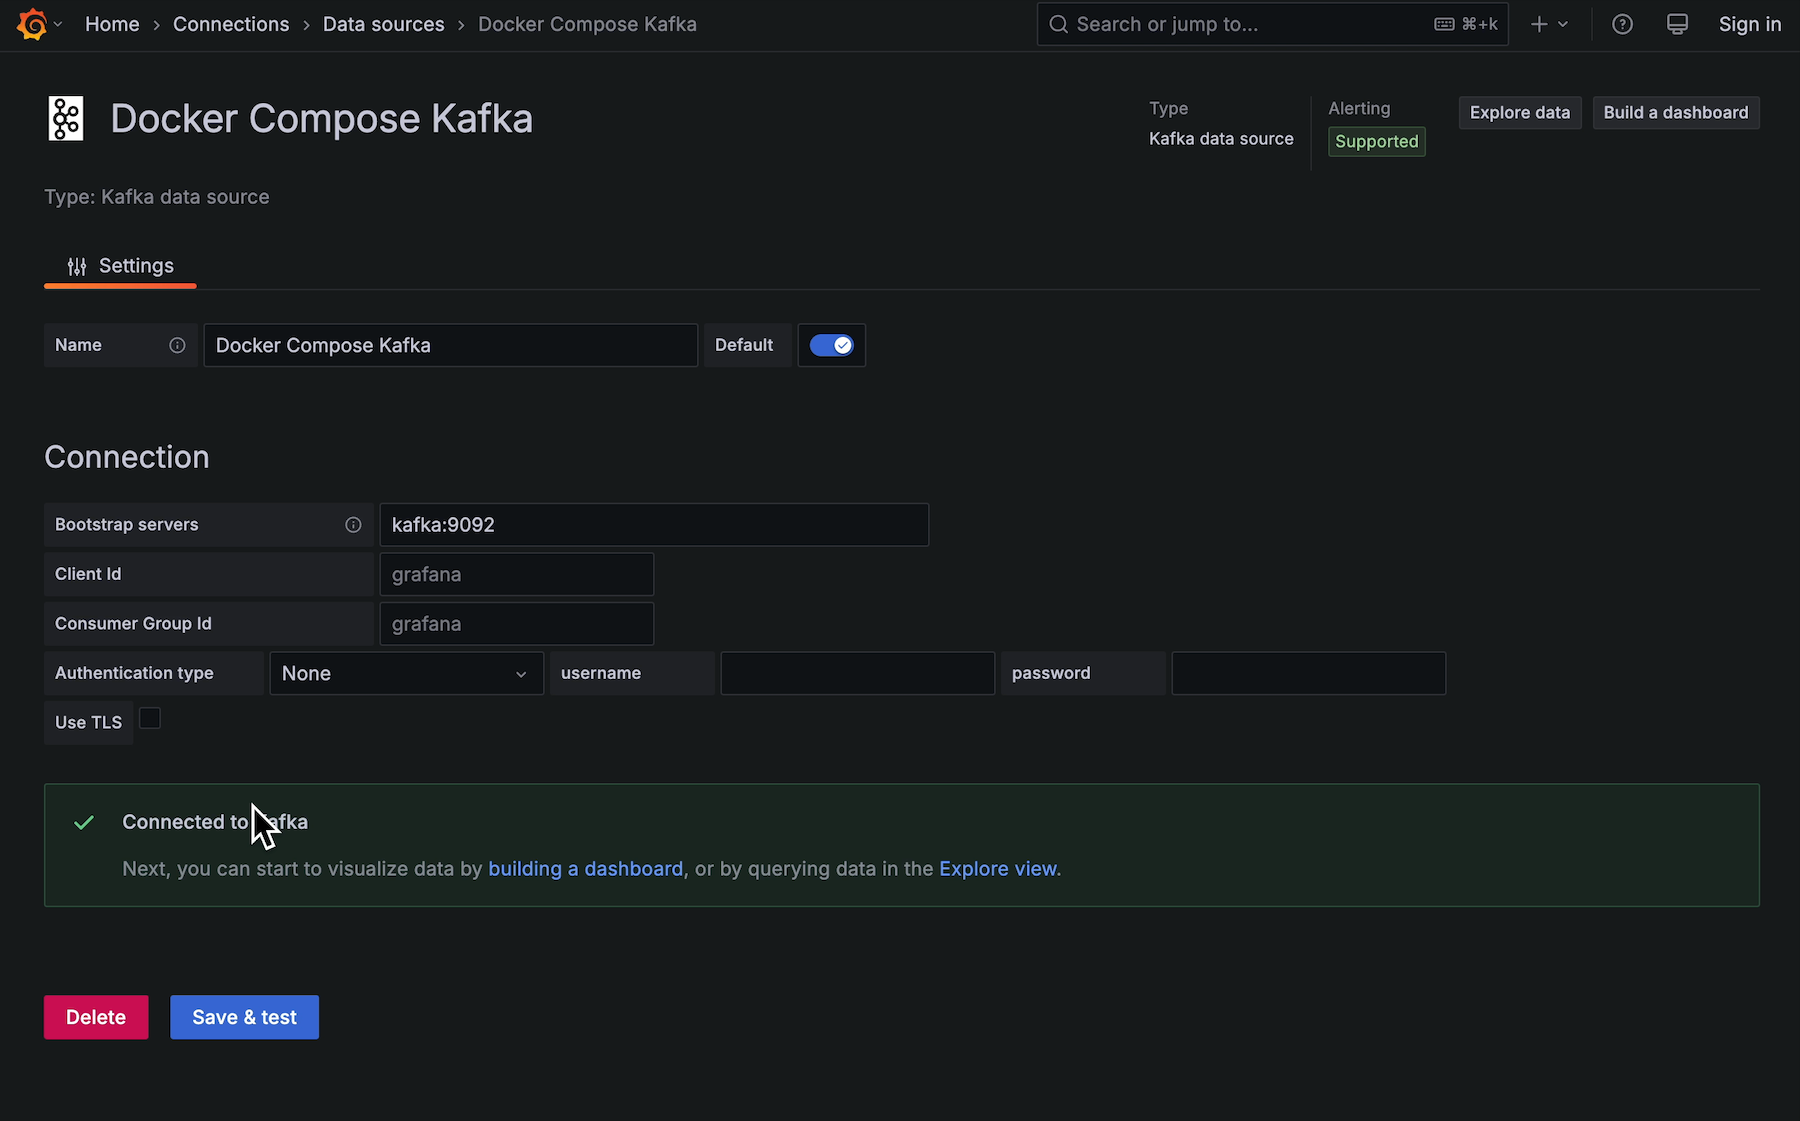 Home › Connections › Data sources › Docker Compose Kafka
Search or jump to... ⌘+k
Sign in
Docker Compose Kafka
Type
Kafka data source
Alerting
Supported
Explore data
Build a dashboard
Type: Kafka data source
Settings
Name
Docker Compose Kafka
Default
Connection
Bootstrap servers
kafka:9092
Client Id
grafana
Consumer Group Id
grafana
Authentication type
None
username
password
Use TLS
Connected to Kafka
Next, you can start to visualize data by building a dashboard, or by querying data in the Explore view.
Delete
Save & test